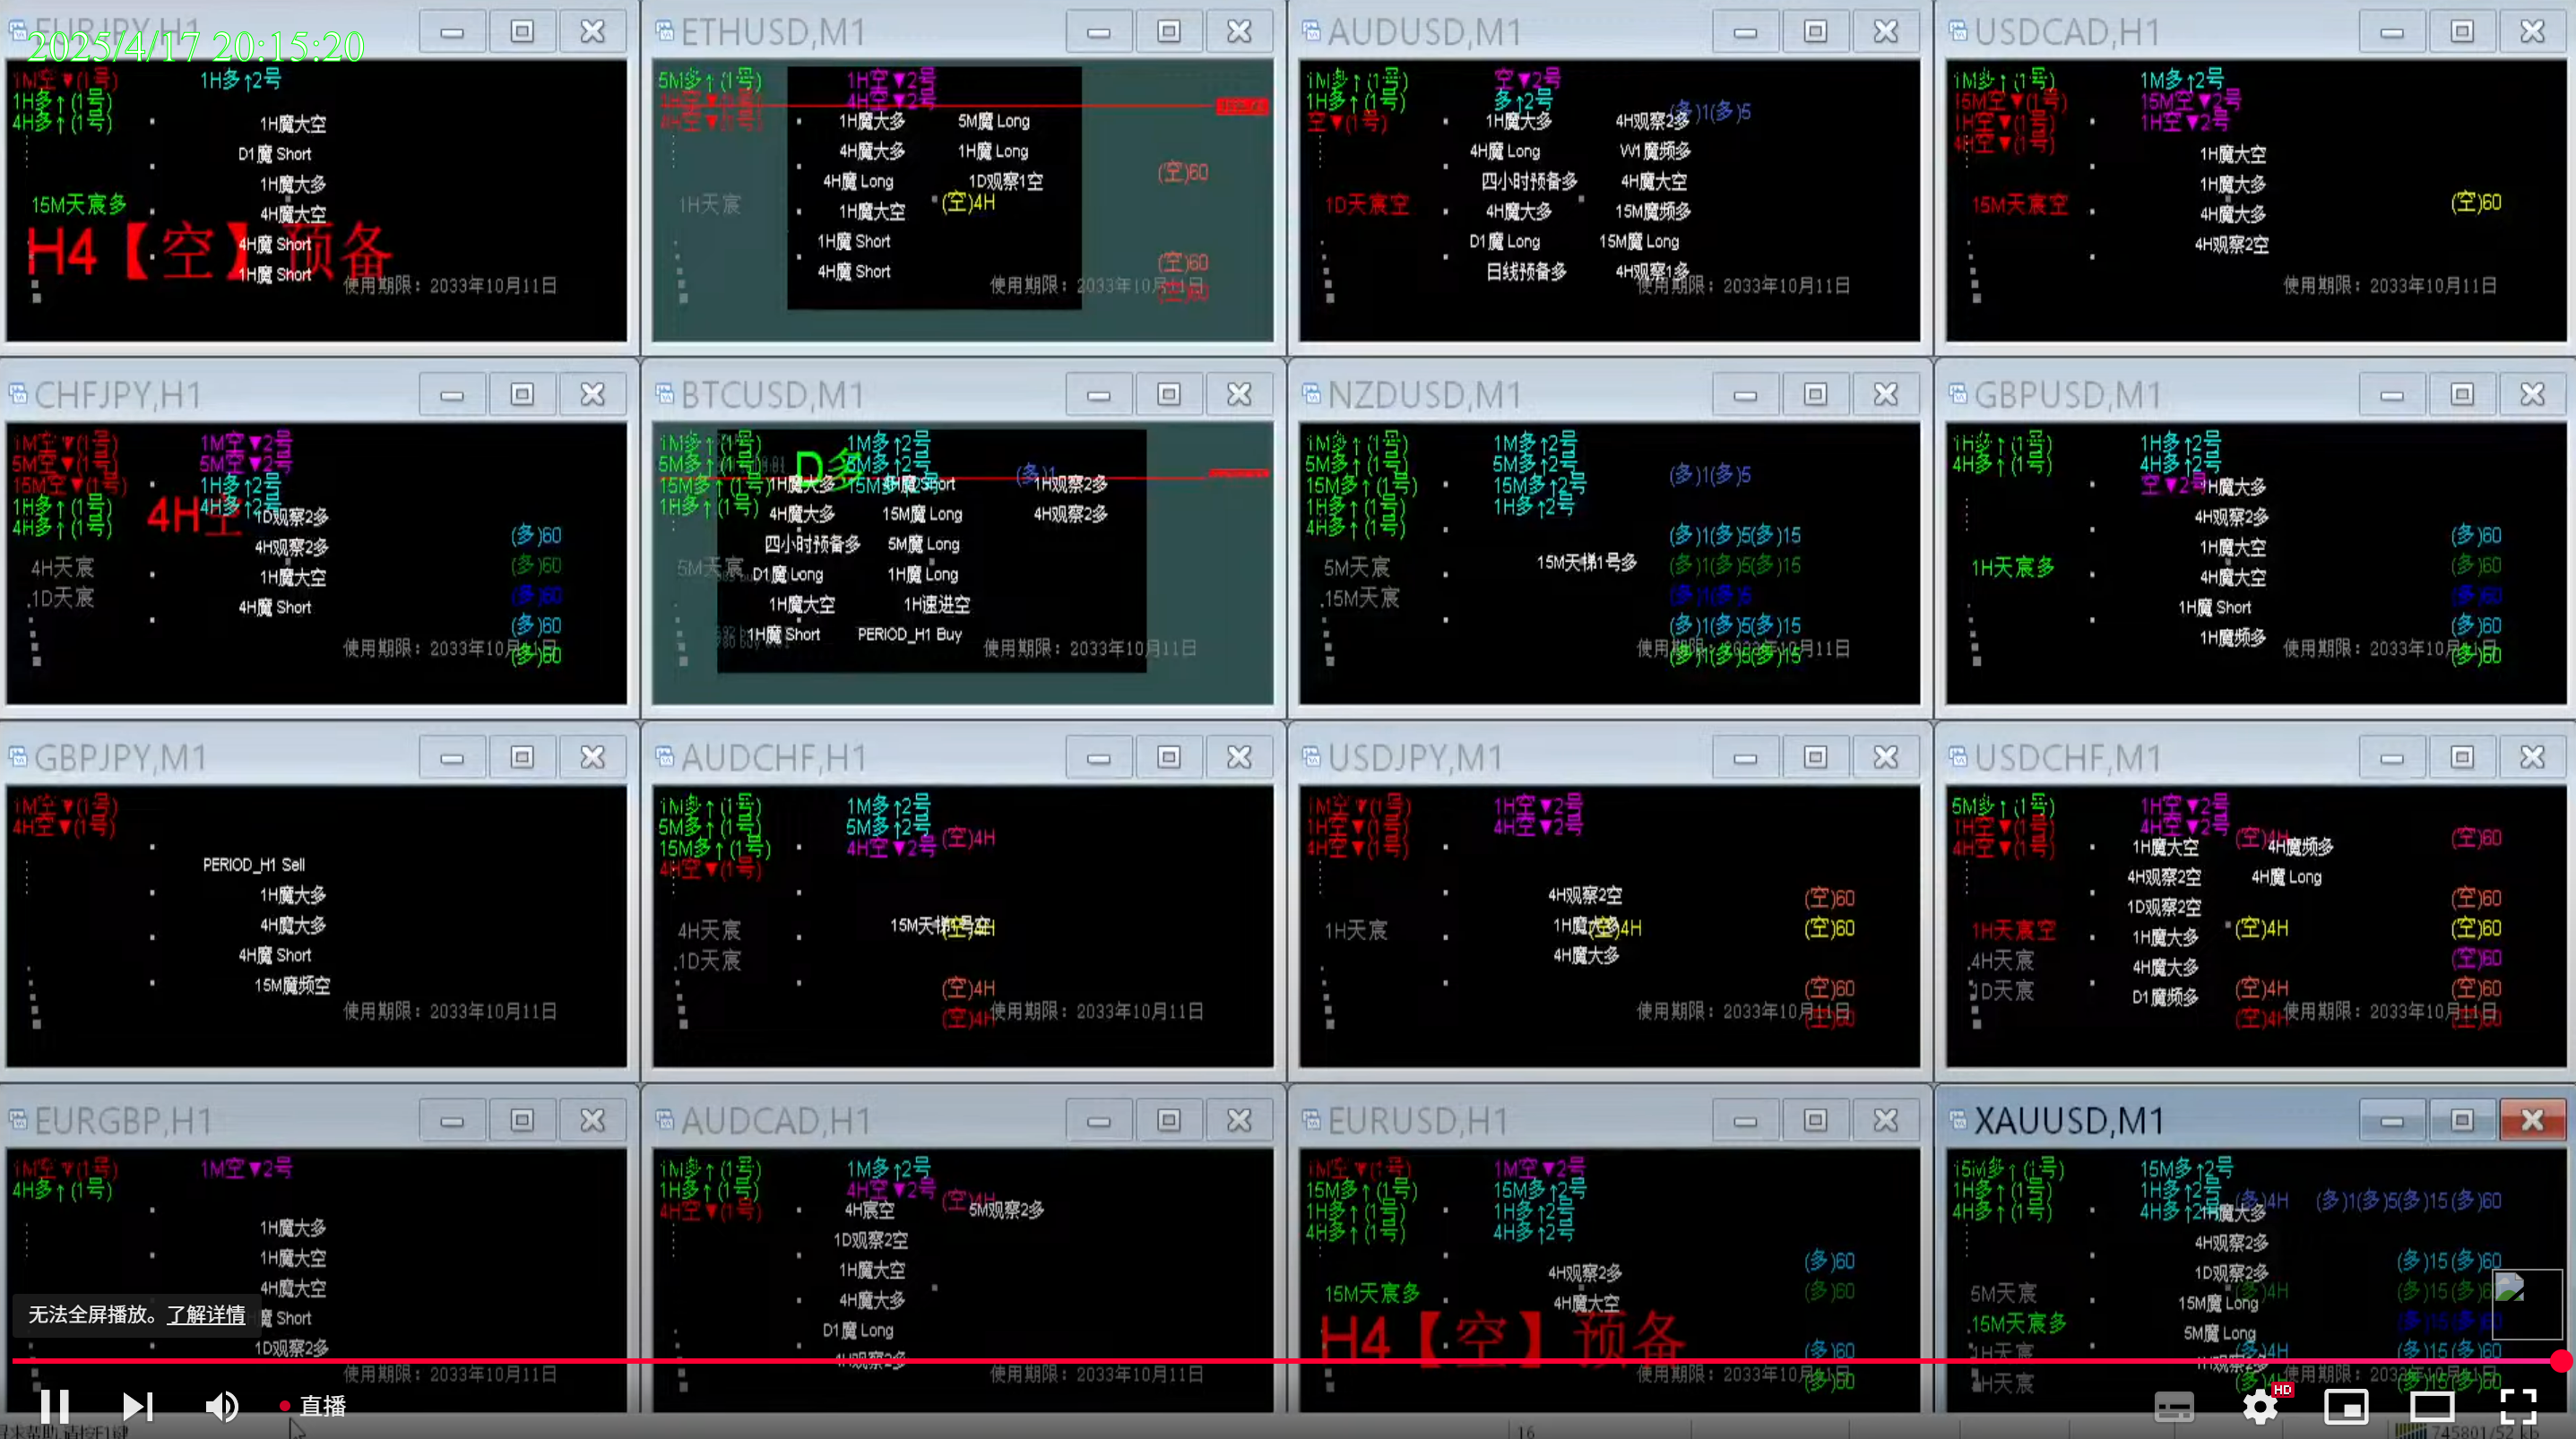 2025/4/17 20:15:20
EURJPY,H1
1M空▼(1号)
1H多↑2号
1H多↑(1号)
4H多↑(1号)
1H魔大空
D1魔 Short
1H魔大多
15M天宸多
4H魔大空
H4【空】预备
4H魔 Short
1H魔 Short
使用期限：2033年10月11日
ETHUSD,M1
5M多↑(1号)
1H空▼2号
4H空▼2号
4H空▼(1号)
1H魔大多
5M魔 Long
4H魔大多
1H魔 Long
(空)60
4H魔 Long
1D观察1空
1H天宸
1H魔大空
(空)4H
1H魔 Short
(空)60
4H魔 Short
使用期限：2033年10月11日
(空)60
AUDUSD,M1
1M多↑(1号)
空▼2号
1H多↑(1号)
多↑2号
空▼(1号)
(多)1(多)5
1H魔大多
4H观察2多
4H魔 Long
W1魔频多
四小时预备多
4H魔大空
1D天宸空
4H魔大多
15M魔频多
D1魔 Long
15M魔 Long
日线预备多
4H观察1多
使用期限：2033年10月11日
USDCAD,H1
1M多↑(1号)
1M多↑2号
15M空▼(1号)
15M空▼2号
1H空▼(1号)
1H空▼2号
4H空▼(1号)
1H魔大空
1H魔大多
15M天宸空
4H魔大多
(空)60
4H观察2空
使用期限：2033年10月11日
CHFJPY,H1
1M空▼(1号)
1M空▼2号
5M空▼(1号)
5M空▼2号
15M空▼(1号)
1H多↑2号
1H多↑(1号)
4H多↑2号
4H多↑(1号)
4H空
1D观察2多
4H观察2多
(多)60
4H天宸
1H魔大空
(多)60
1D天宸
4H魔 Short
(多)60
(多)60
使用期限：2033年10月11日
(多)60
BTCUSD,M1
1M多↑(1号)
1M多↑2号
5M多↑(1号)
D多
5M多↑2号
(多)1
15M多↑(1号)
1H魔大多
15M多↑2号
1H观察2多
1H多↑(1号)
4H魔大多
15M魔 Long
4H观察2多
四小时预备多
5M魔 Long
5M天宸
D1魔 Long
1H魔 Long
1H魔大空
1H速进空
1H魔 Short
PERIOD_H1 Buy
使用期限：2033年10月11日
NZDUSD,M1
1M多↑(1号)
1M多↑2号
5M多↑(1号)
5M多↑2号
(多)1(多)5
15M多↑(1号)
15M多↑2号
1H多↑(1号)
1H多↑2号
4H多↑(1号)
(多)1(多)5(多)15
5M天宸
15M天梯1号多
(多)1(多)5(多)15
15M天宸
(多)1(多)5
(多)1(多)5(多)15
使用期限：2033年10月11日
(多)1(多)5(多)15
GBPUSD,M1
1H多↑(1号)
1H多↑2号
4H多↑(1号)
4H多↑2号
空▼2号
1H魔大多
4H观察2多
(多)60
1H魔大空
(多)60
1H天宸多
4H魔大空
(多)60
1H魔 Short
(多)60
1H魔频多
使用期限：2033年10月11日
(多)60
GBPJPY,M1
1M空▼(1号)
4H空▼(1号)
PERIOD_H1 Sell
1H魔大多
4H魔大多
4H魔 Short
15M魔频空
使用期限：2033年10月11日
AUDCHF,H1
1M多↑(1号)
1M多↑2号
5M多↑(1号)
5M多↑2号
15M多↑(1号)
4H空▼2号
(空)4H
4H空▼(1号)
4H天宸
(空)4H
1D天宸
(空)4H
(空)4H
使用期限：2033年10月11日
USDJPY,M1
1M空▼(1号)
1H空▼2号
1H空▼(1号)
4H空▼2号
4H空▼(1号)
4H观察2空
(空)60
1H天宸
1H魔大多
(空)4H
(空)60
4H魔大多
(空)60
使用期限：2033年10月11日
(空)60
USDCHF,M1
5M多↑(1号)
1H空▼2号
1H空▼(1号)
4H空▼2号
(空)4H
(空)60
4H空▼(1号)
1H魔大空
4H魔频多
4H观察2空
4H魔 Long
1D观察2空
(空)60
1H天宸空
1H魔大多
(空)4H
(空)60
4H天宸
4H魔大多
(空)60
1D天宸
D1魔频多
(空)4H
(空)60
(空)4H
使用期限：2033年10月11日
(空)60
EURGBP,H1
1M空▼(1号)
1M空▼2号
4H多↑(1号)
1H魔大多
1H魔大空
4H魔大空
魔 Short
1D观察2多
使用期限：2033年10月11日
AUDCAD,H1
1M多↑(1号)
1M多↑2号
1H多↑(1号)
4H空▼2号
(空)4H
4H空▼(1号)
4H宸空
5M观察2多
1D观察2空
1H魔大空
4H魔大多
D1魔 Long
4H观察2多
使用期限：2033年10月11日
EURUSD,H1
1M空▼(1号)
1M空▼2号
15M多↑(1号)
15M多↑2号
1H多↑(1号)
1H多↑2号
4H多↑(1号)
4H多↑2号
4H观察2多
(多)60
15M天宸多
4H魔大空
(多)60
H4【空】预备
(多)60
使用期限：2033年10月11日
(多)60
XAUUSD,M1
15M多↑(1号)
15M多↑2号
1H多↑(1号)
1H多↑2号
(多)4H
(多)1(多)5(多)15(多)60
4H多↑(1号)
4H多↑2号
1H魔大多
4H观察2多
1D观察2多
(多)15(多)60
5M天宸
15M魔 Long
(多)4H
15M天宸多
5M魔 Long
1H天宸
(多)4H
(多)15(多)60
4H天宸
使用期限：2033年10月11日
无法全屏播放。了解详情
直播
HD
16
745801/52 kb